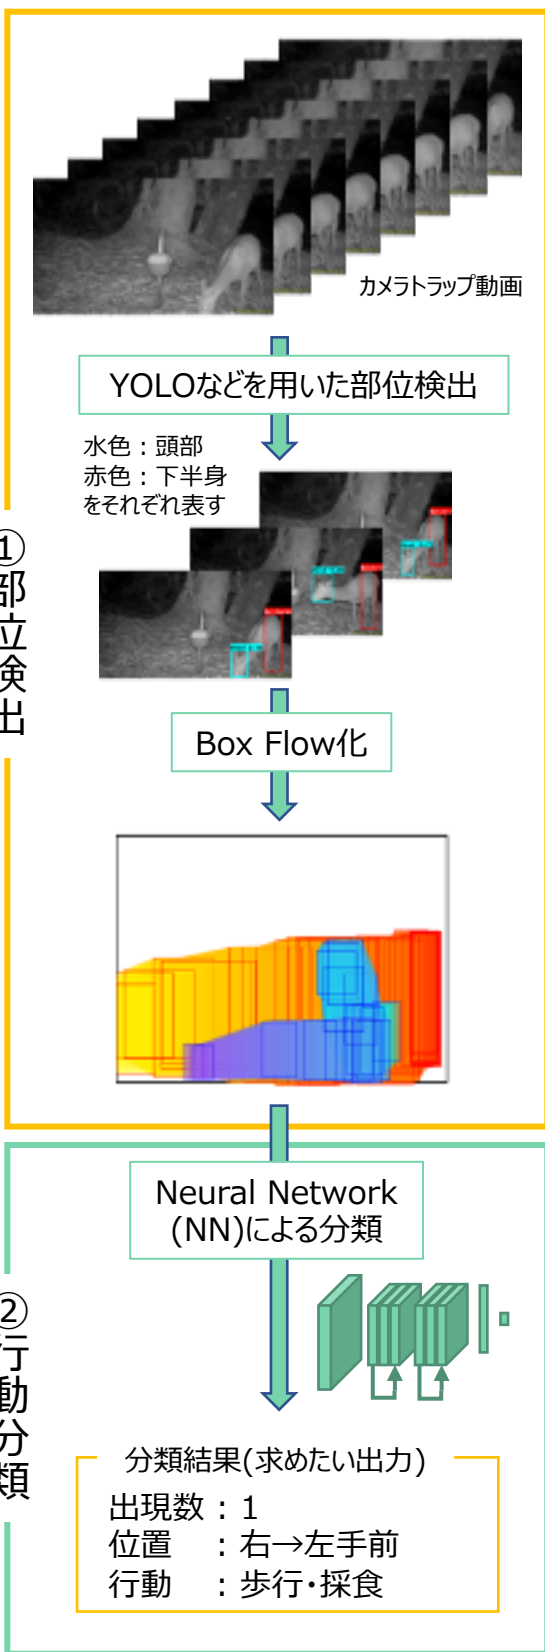 カメラトラップ動画
YOLOなどを用いた部位検出
水色：頭部
赤色：下半身
をそれぞれ表す
①部立検出
Box Flow化
Neural Network
(NN)による分類
②行動分類
分類結果(求めたい出力)
出現数：1
位置　：右→左手前
行動　：歩行・採食